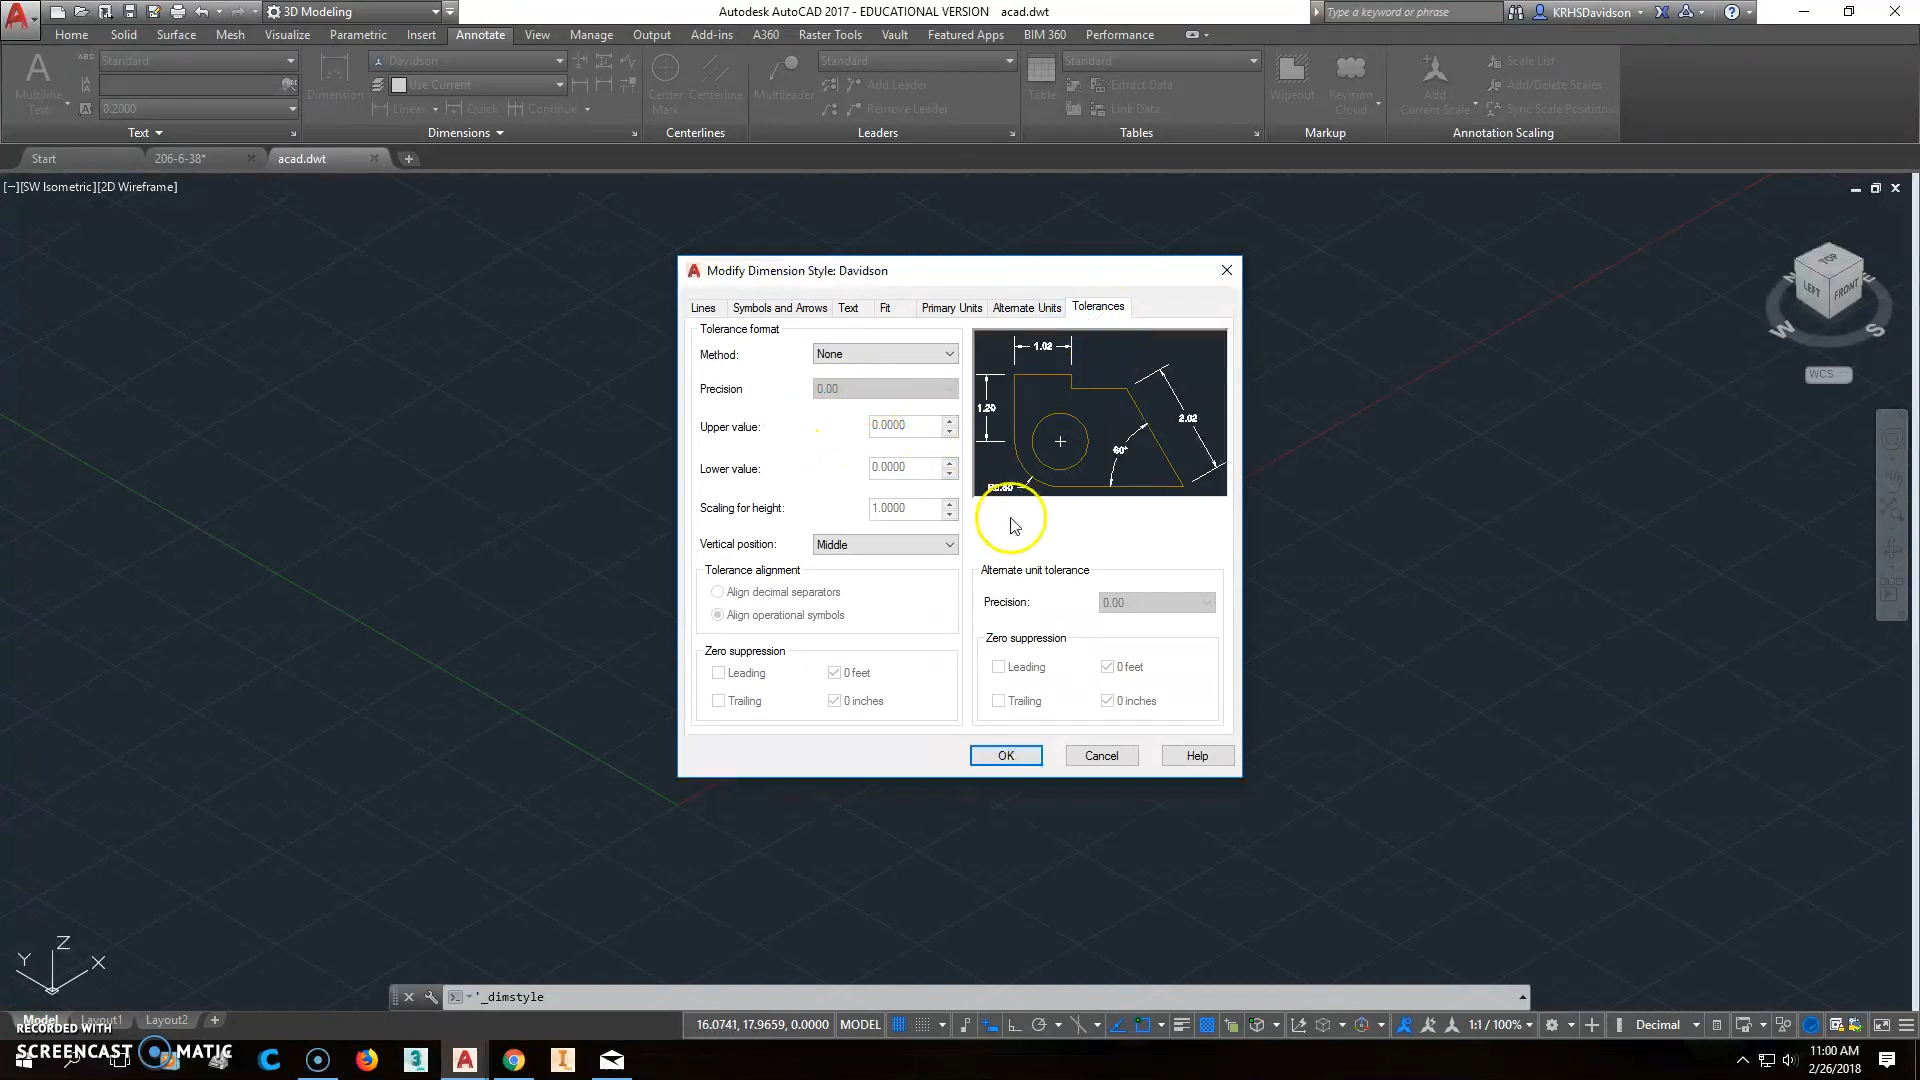 3D Modeling
Autodesk AutoCAD 2017 - EDUCATIONAL VERSION acad.dwt
Type a keyword or phrase
KRHSDavidson
Home Solid Surface Mesh Visualize Parametric Insert Annotate View Manage Output Add-ins A360 Raster Tools Vault Featured Apps BIM 360 Performance
Multiline Text
ABC Standard
0.2000
Text
Dimension
Davidson
Use Current
Linear Quick Continue
Dimensions
Center Mark
Centerline
Centerlines
Multileader
Standard
Add Leader
Remove Leader
Leaders
Table
Standard
Extract Data
Link Data
Tables
Wipeout
Revision Cloud
Markup
Add Current Scale
Scale List
Add/Delete Scales
Sync Scale Positions
Annotation Scaling
Start 206-6-38* acad.dwt
[−][SW Isometric][2D Wireframe]
TOP
LEFT FRONT
N E
W S
WCS
Modify Dimension Style: Davidson
Lines Symbols and Arrows Text Fit Primary Units Alternate Units Tolerances
Tolerance format
Method: None
Precision 0.00
Upper value: 0.0000
Lower value: 0.0000
Scaling for height: 1.0000
Vertical position: Middle
Tolerance alignment
Align decimal separators
Align operational symbols
Zero suppression
Leading 0 feet
Trailing 0 inches
1.02
1.20
2.02
60°
Alternate unit tolerance
Precision: 0.00
Zero suppression
Leading 0 feet
Trailing 0 inches
OK Cancel Help
Z
Y X
'_dimstyle
Model Layout1 Layout2
16.0741, 17.9659, 0.0000 MODEL 1:1 / 100% Decimal
RECORDED WITH
SCREENCAST MATIC
11:00 AM
2/26/2018